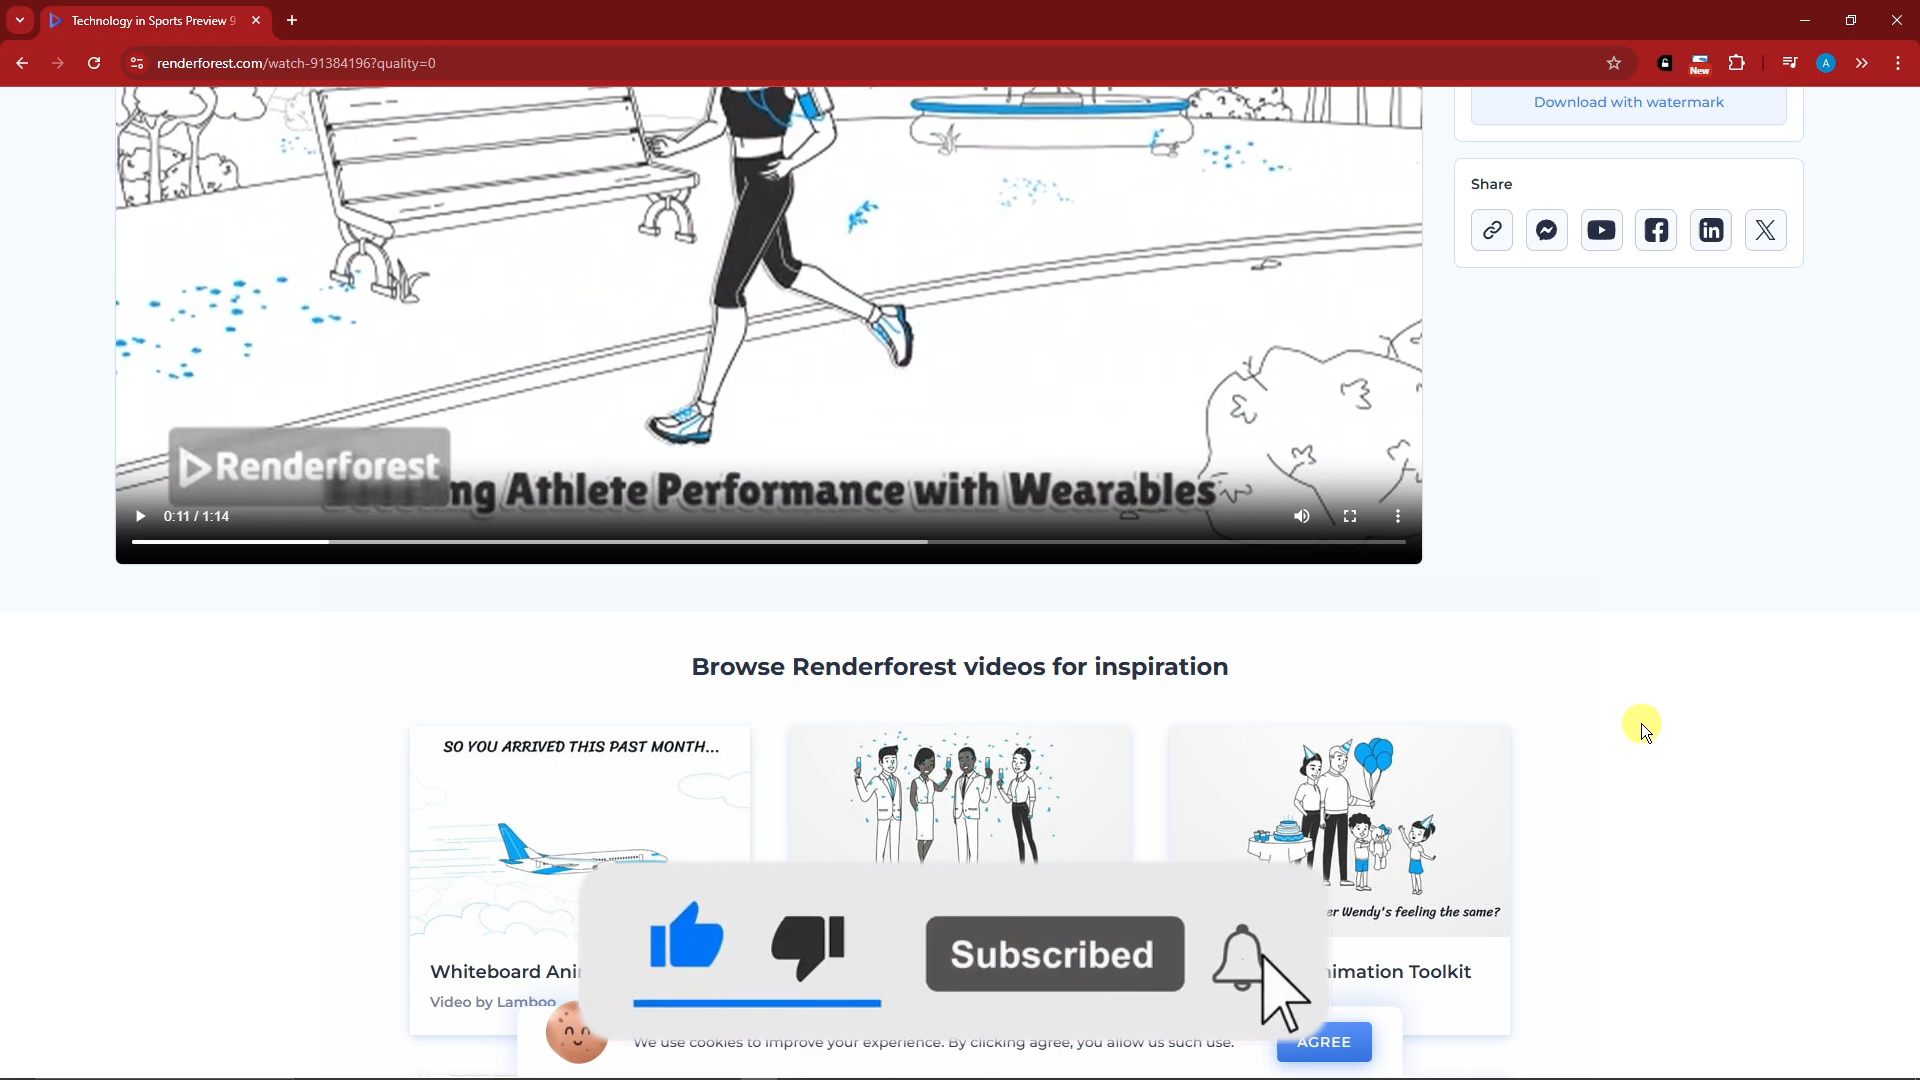 Technology in Sports Preview 9
renderforest.com/watch-91384196?quality=0
New
A
Download with watermark
Share
Renderforest
ng Athlete Performance with Wearables
0:11 / 1:14
Browse Renderforest videos for inspiration
SO YOU ARRIVED THIS PAST MONTH...
er Wendy's feeling the same?
Whiteboard Ani
imation Toolkit
Video by Lamboo
Subscribed
We use cookies to improve your experience. By clicking agree, you allow us such use.
AGREE